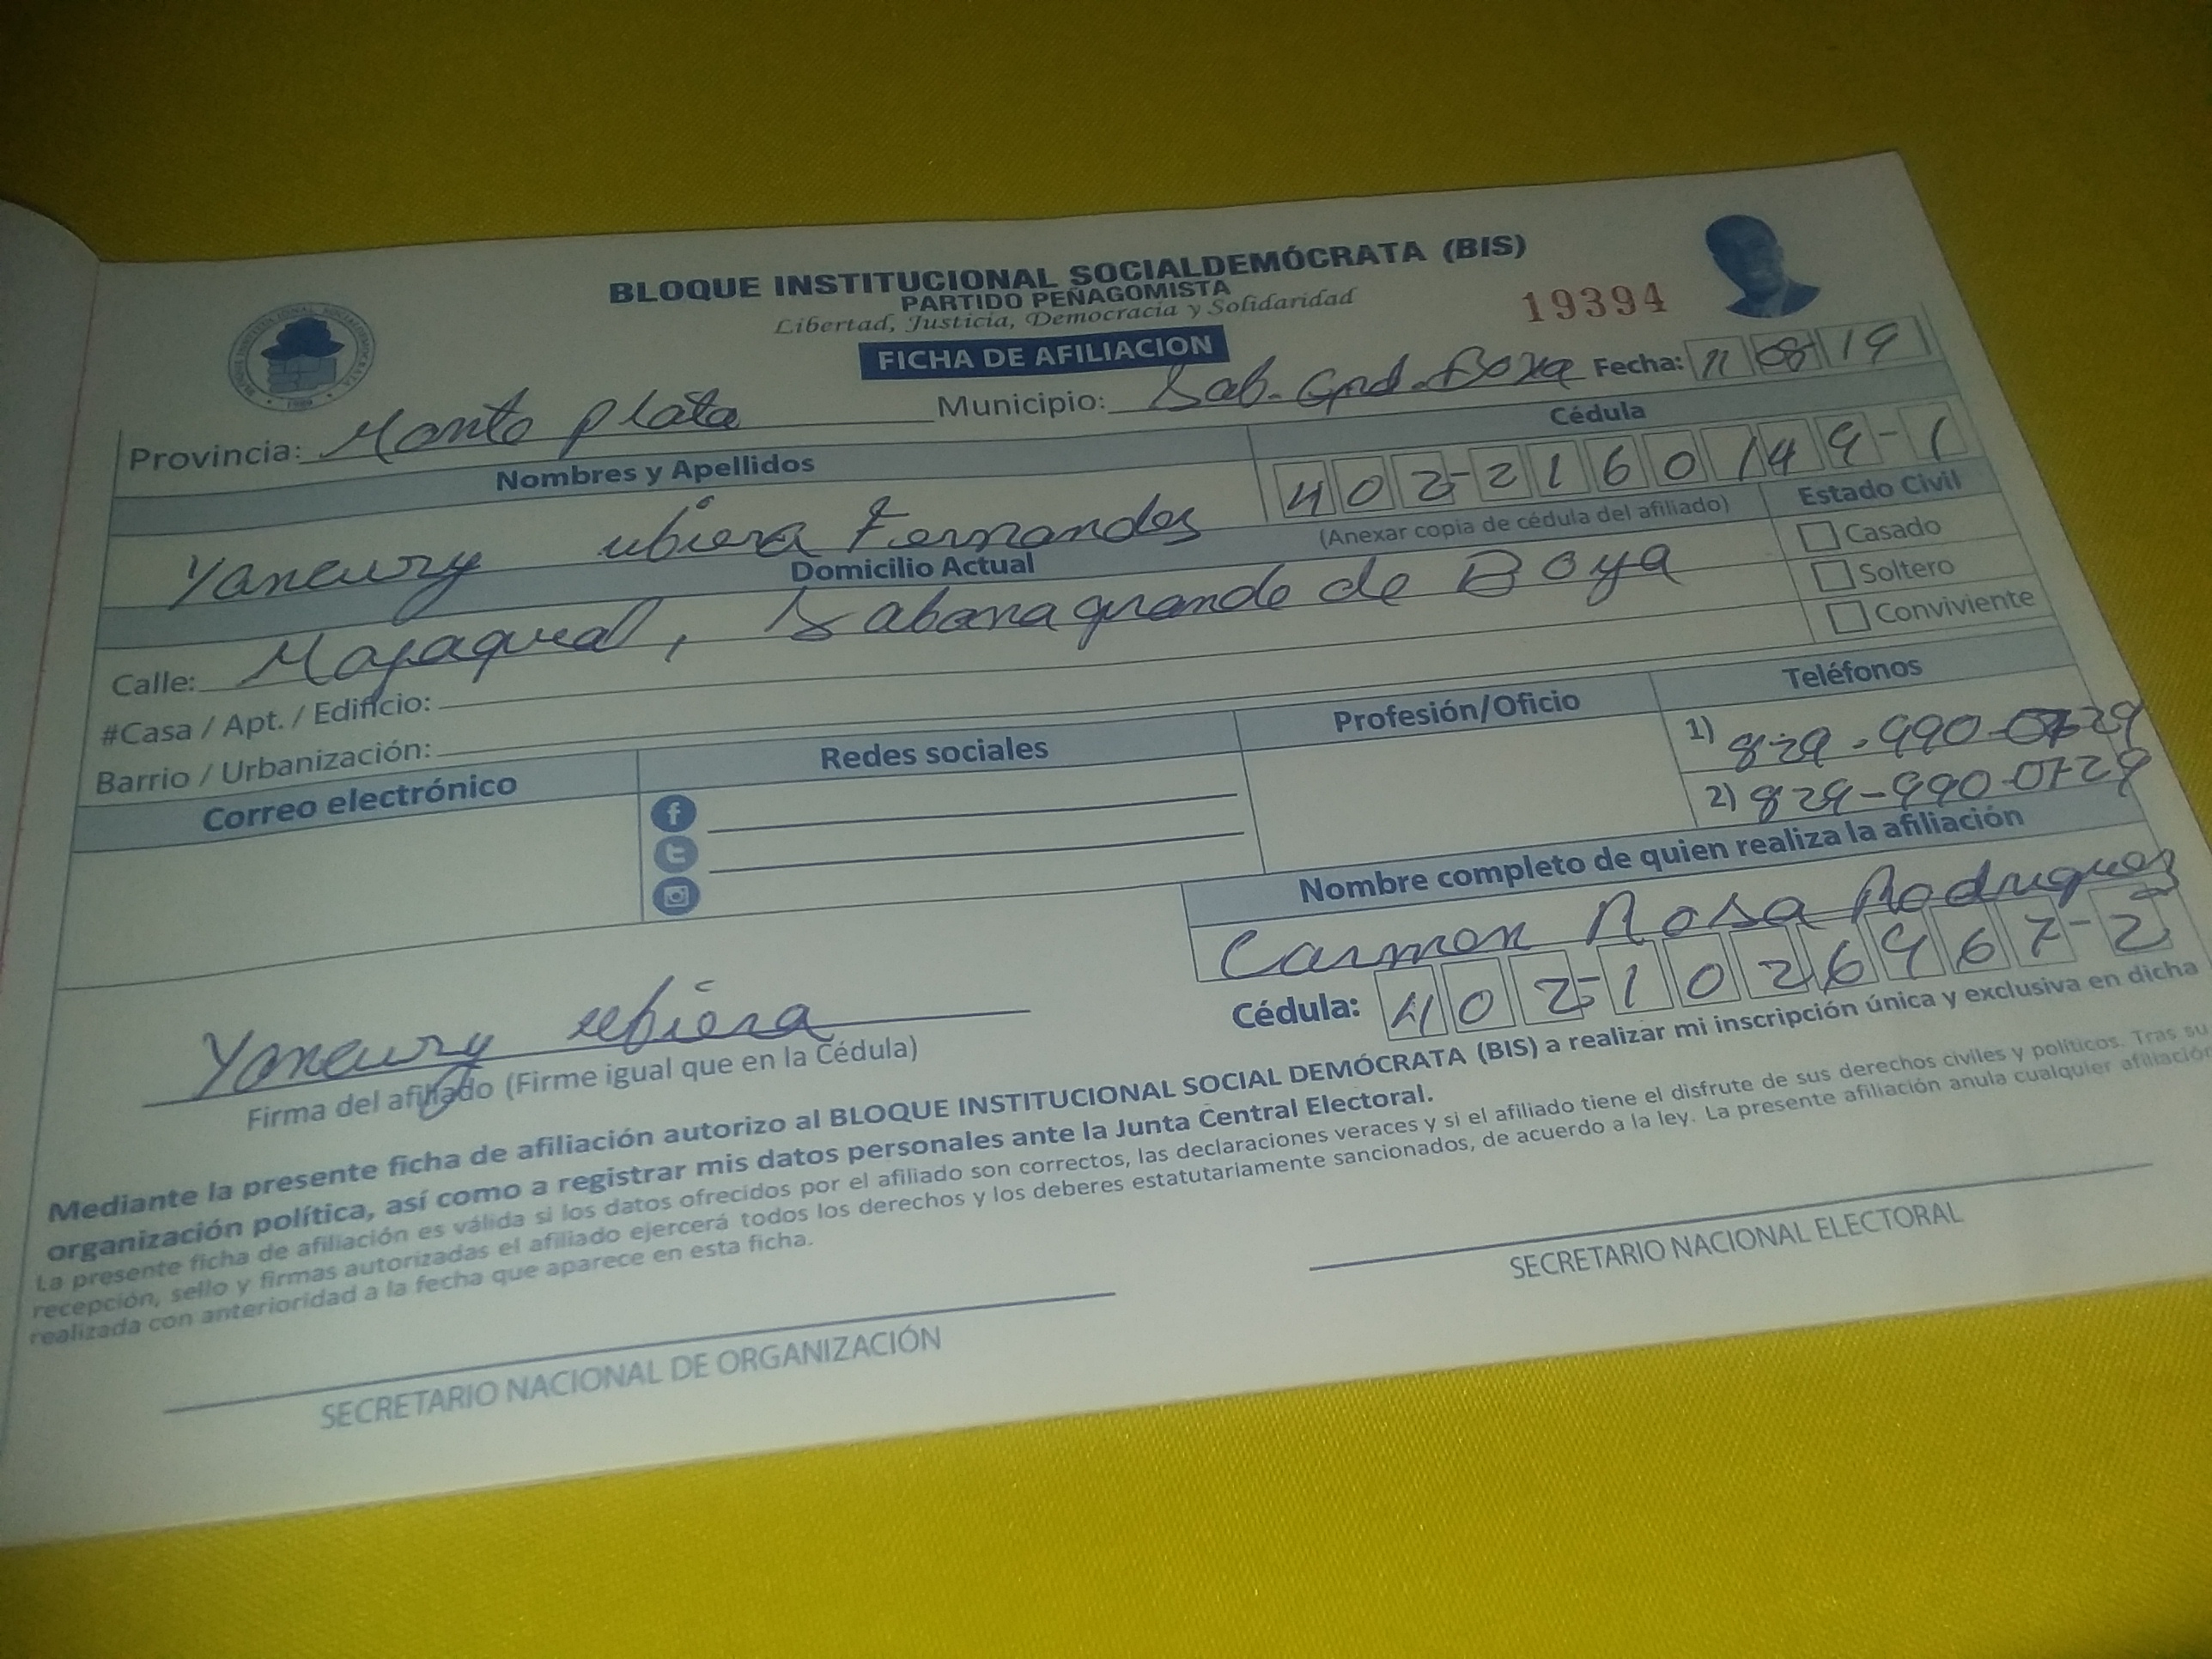 BLOQUE INSTITUCIONAL SOCIALDEMÓCRATA (BIS)
PARTIDO PEÑAGOMISTA
Libertad, Justicia, Democracia y Solidaridad
19394
FICHA DE AFILIACION
Provincia: Monte plata Municipio: Sab. Gnd. Boya Fecha: 11 08 19
Nombres y Apellidos Cédula
Yaneury ubiera Fernandes 402-2160149-1
(Anexar copia de cédula del afiliado) Estado Civil
Domicilio Actual
Casado
Calle: Majagual, Sabana grande de Boya
Soltero
#Casa / Apt. / Edificio:
Conviviente
Barrio / Urbanización:
Correo electrónico Redes sociales Profesión/Oficio Teléfonos
1) 829-990-0729
2) 829-990-0729
Nombre completo de quien realiza la afiliación
Carmen Rosa Rodriguez
Cédula: 402-1026967-2
Yaneury ubiera
Firma del afiliado (Firme igual que en la Cédula)
Mediante la presente ficha de afiliación autorizo al BLOQUE INSTITUCIONAL SOCIAL DEMÓCRATA (BIS) a realizar mi inscripción única y exclusiva en dicha
organización política, así como a registrar mis datos personales ante la Junta Central Electoral.
La presente ficha de afiliación es válida si los datos ofrecidos por el afiliado son correctos, las declaraciones veraces y si el afiliado tiene el disfrute de sus derechos civiles y políticos. Tras su
recepción, sello y firmas autorizadas el afiliado ejercerá todos los derechos y los deberes estatutariamente sancionados, de acuerdo a la ley. La presente afiliación anula cualquier afiliación
realizada con anterioridad a la fecha que aparece en esta ficha.
SECRETARIO NACIONAL DE ORGANIZACIÓN
SECRETARIO NACIONAL ELECTORAL